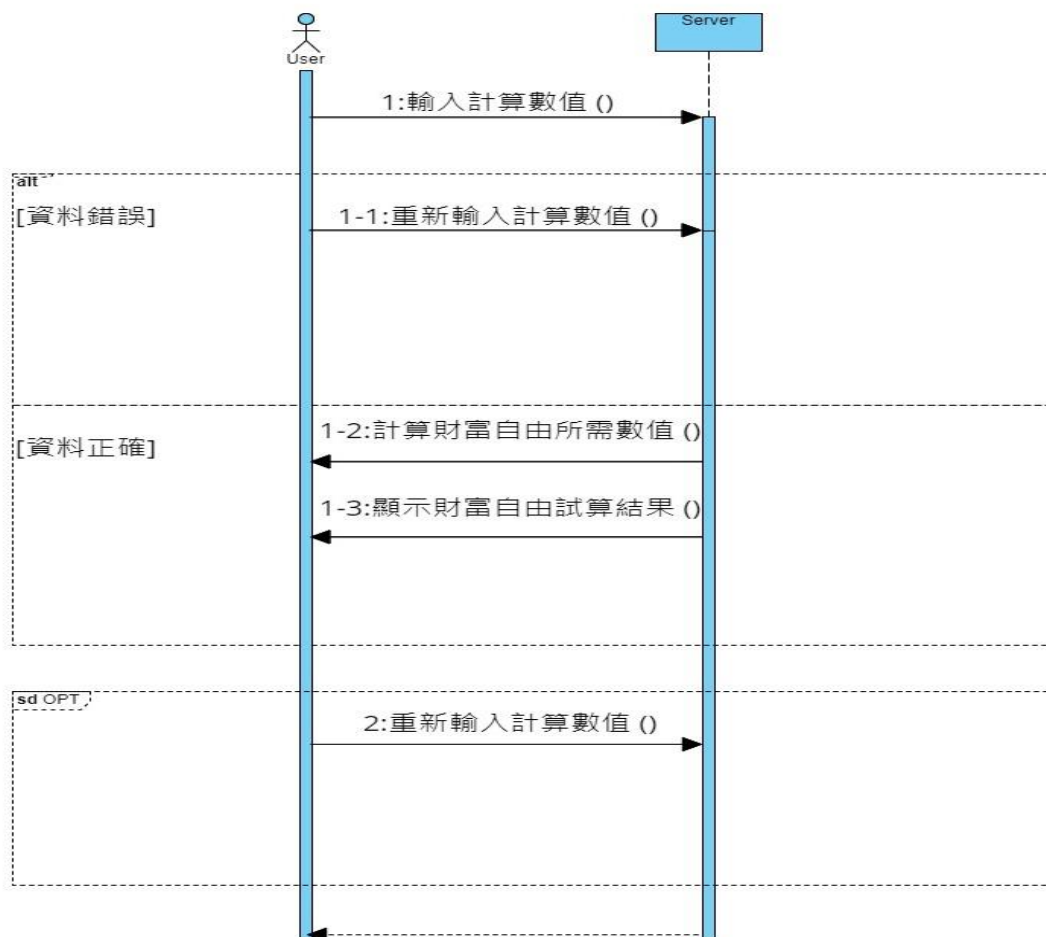 User
Server
1:輸入計算數值 ()
alt
[資料錯誤]
1-1:重新輸入計算數值 ()
[資料正確]
1-2:計算財富自由所需數值 ()
1-3:顯示財富自由試算結果 ()
sd OPT
2:重新輸入計算數值 ()